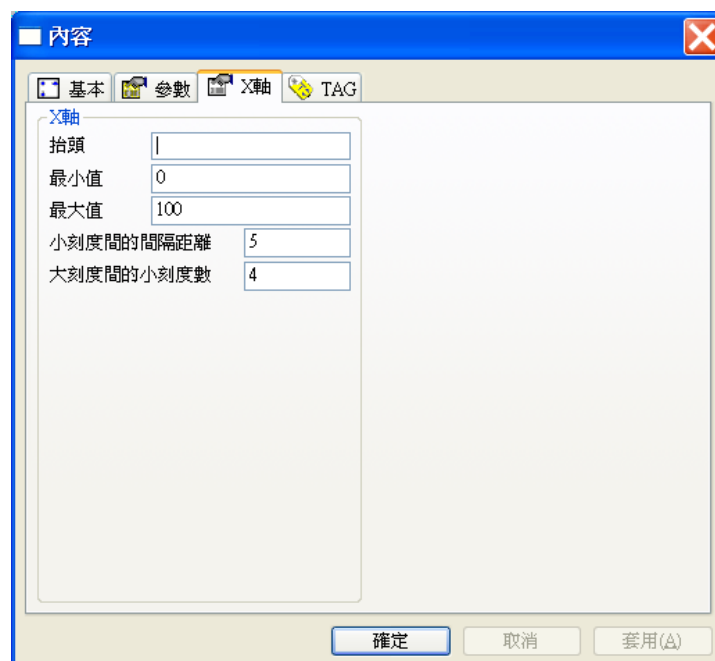 內容
基本 參數 X軸 TAG
X軸
抬頭
最小值 0
最大值 100
小刻度間的間隔距離 5
大刻度間的小刻度數 4
確定 取消 套用(A)